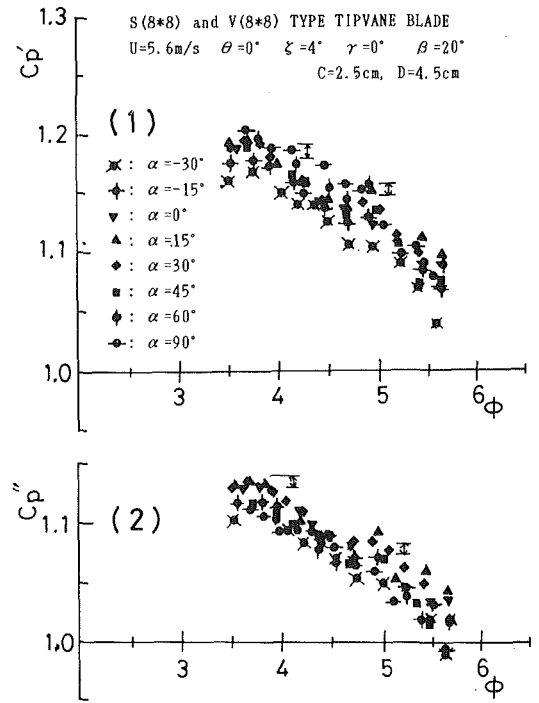 S(8*8) and V(8*8) TYPE TIPVANE BLADE
U=5.6m/s θ=0° ζ=4° γ=0° β=20°
C=2.5cm, D=4.5cm
Cp′
1.3
1.2
1.1
1.0
(1)
: α=-30°
: α=-15°
: α=0°
: α=15°
: α=30°
: α=45°
: α=60°
: α=90°
3 4 5 6
Φ
Cp″
1.10
1.0
(2)
3 4 5 6
Φ